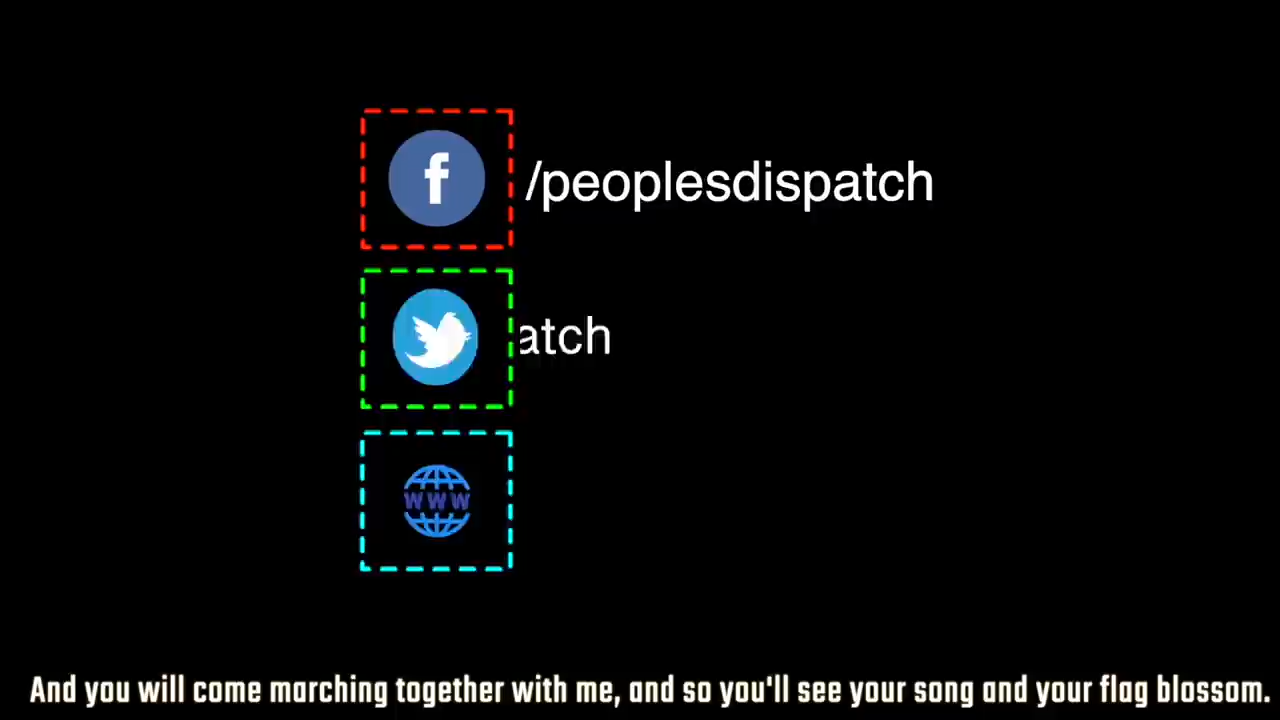 f /peoplesdispatch
atch
WWW
And you will come marching together with me, and so you'll see your song and your flag blossom.